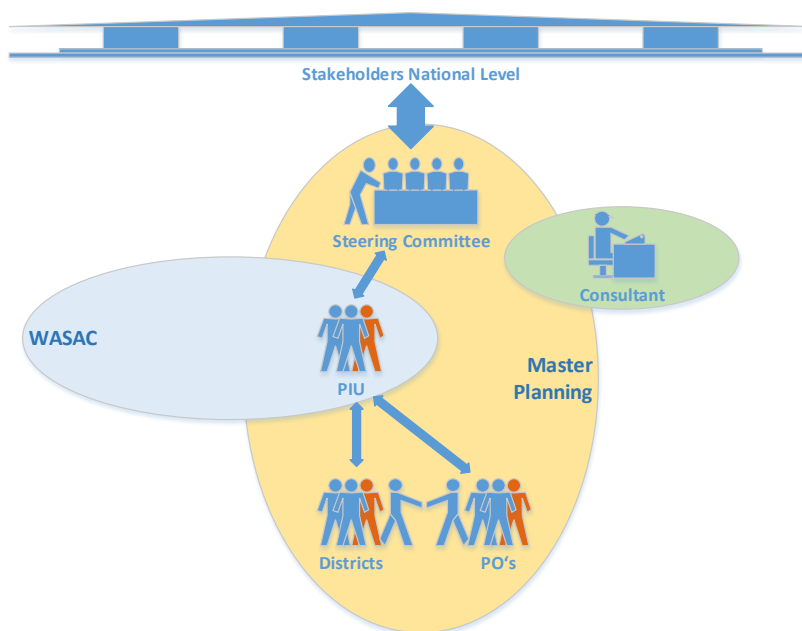 Stakeholders National Level
Steering Committee
Consultant
WASAC
Master
Planning
PIU
Districts
PO‘s